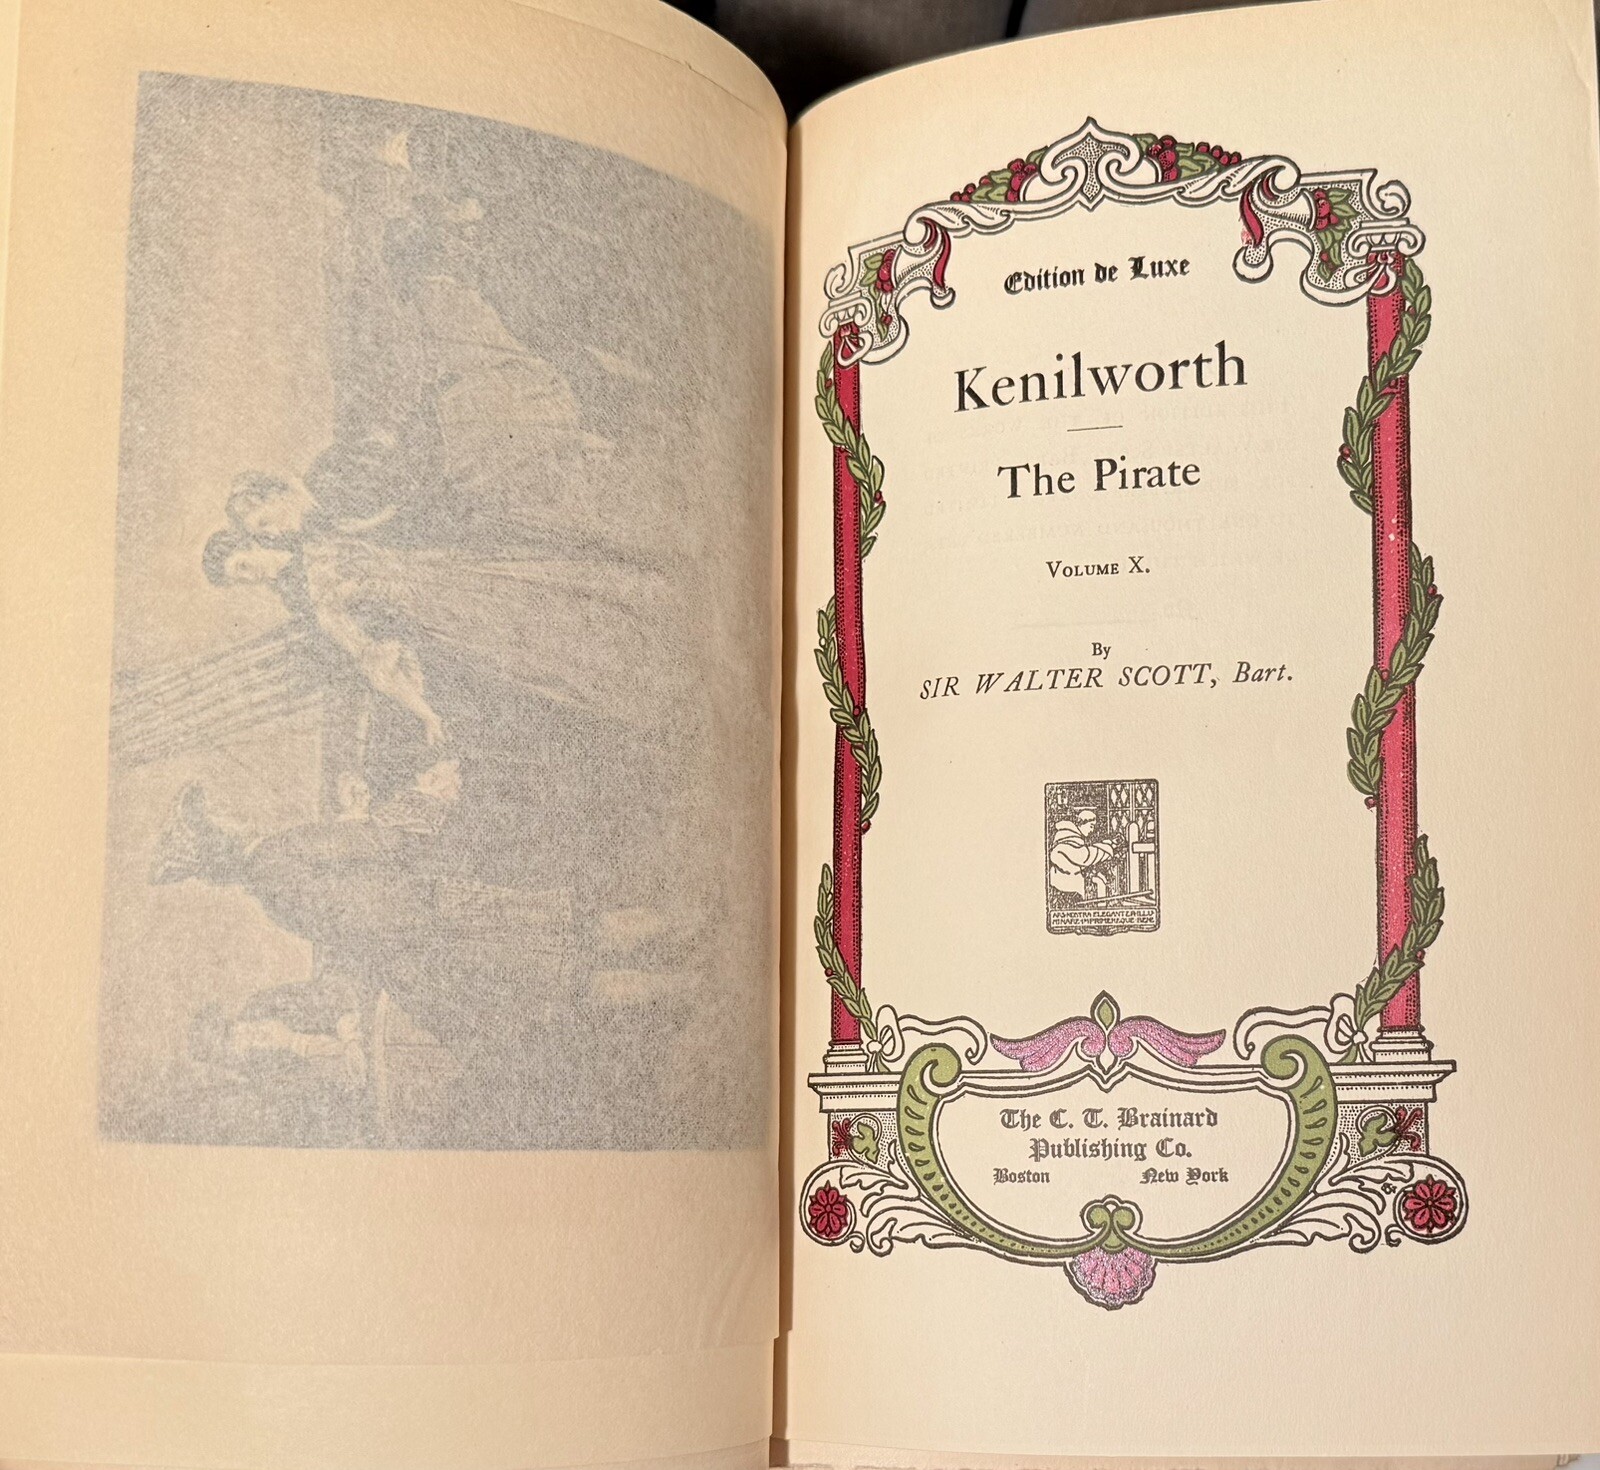 Edition de Luxe
Kenilworth
The Pirate
VOLUME X.
By
SIR WALTER SCOTT, Bart.
The C. T. Brainard
Publishing Co.
Boston New York